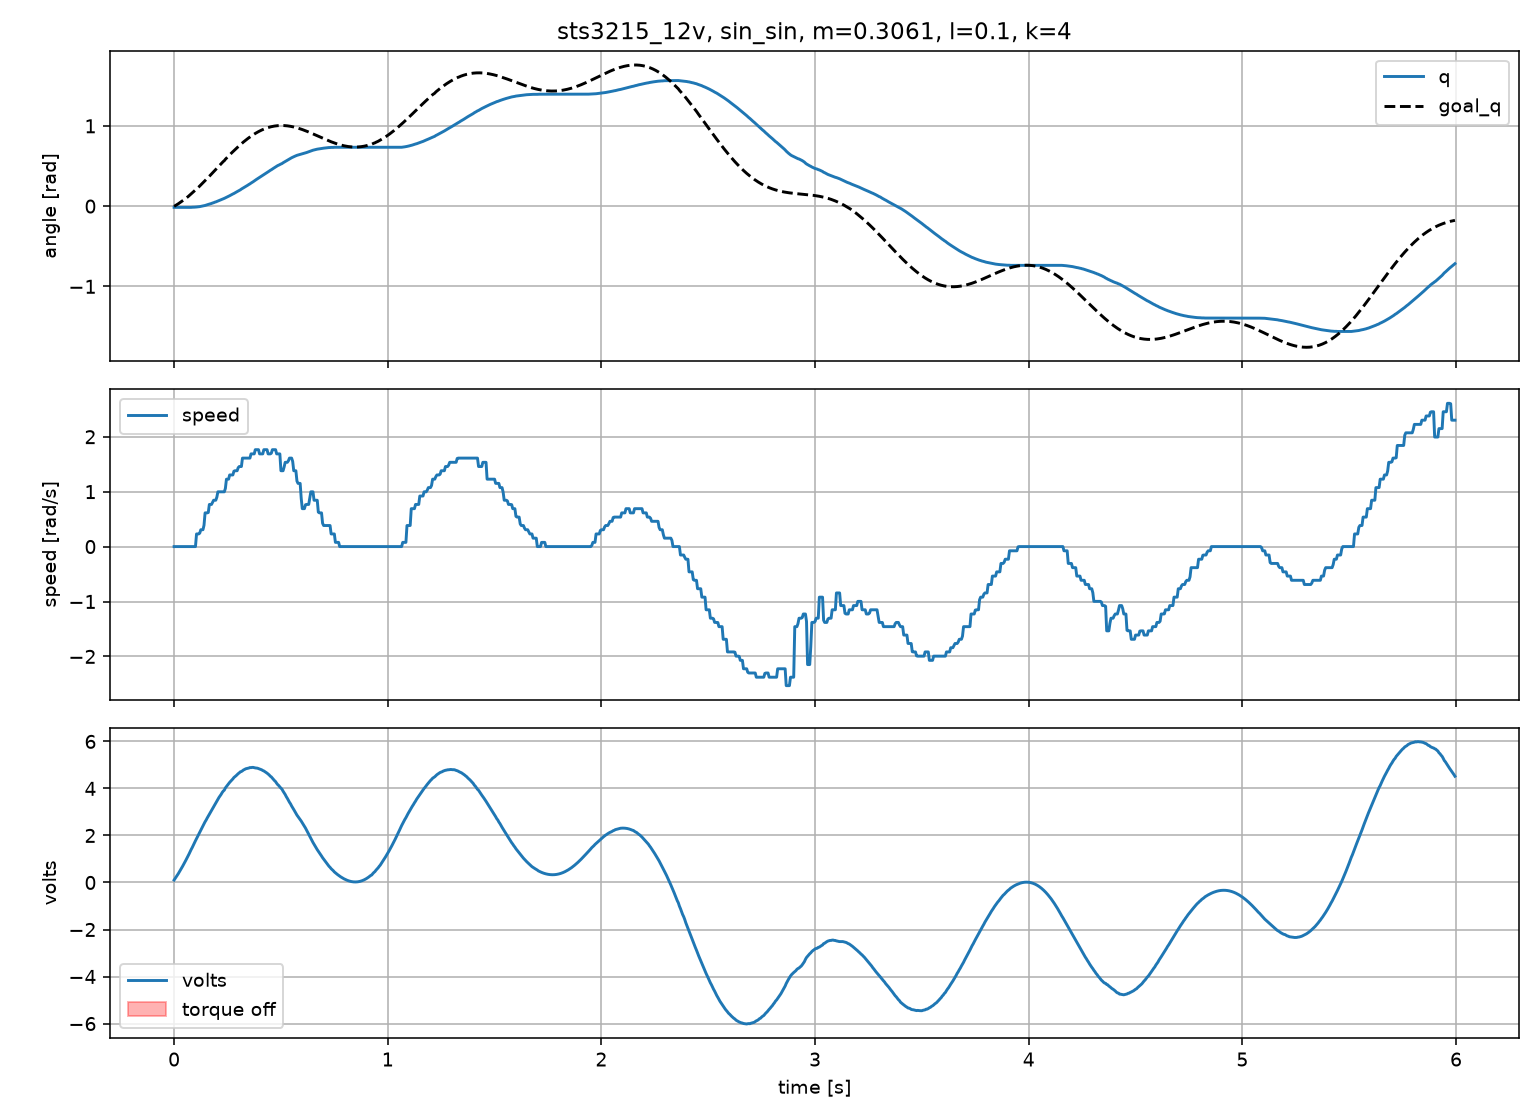 sts3215_12v, sin_sin, m=0.3061, l=0.1, k=4
angle [rad]
1
0
−1
q
goal_q
speed [rad/s]
2
1
0
−1
−2
speed
volts
6
4
2
0
−2
−4
−6
volts
torque off
0 1 2 3 4 5 6
time [s]